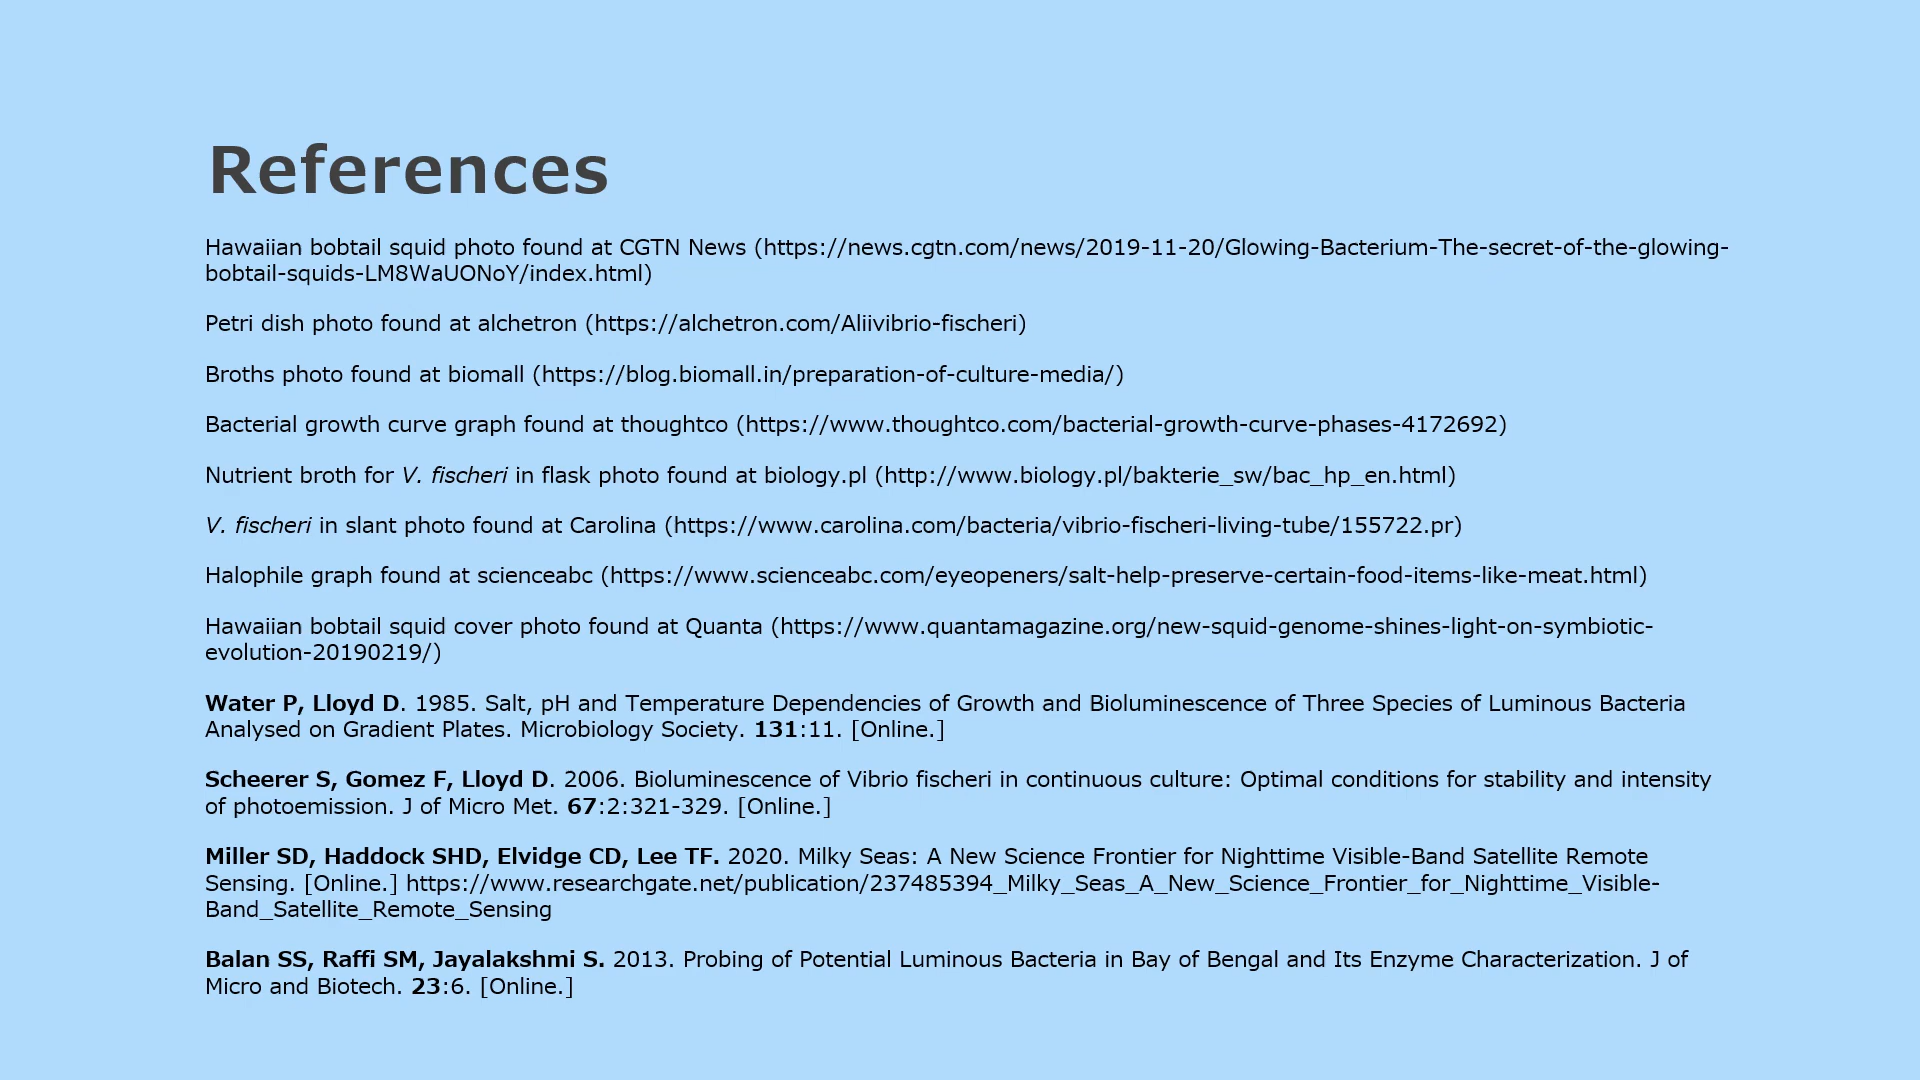 References
Hawaiian bobtail squid photo found at CGTN News (https://news.cgtn.com/news/2019-11-20/Glowing-Bacterium-The-secret-of-the-glowing-
bobtail-squids-LM8WaUONoY/index.html)
Petri dish photo found at alchetron (https://alchetron.com/Aliivibrio-fischeri)
Broths photo found at biomall (https://blog.biomall.in/preparation-of-culture-media/)
Bacterial growth curve graph found at thoughtco (https://www.thoughtco.com/bacterial-growth-curve-phases-4172692)
Nutrient broth for V. fischeri in flask photo found at biology.pl (http://www.biology.pl/bakterie_sw/bac_hp_en.html)
V. fischeri in slant photo found at Carolina (https://www.carolina.com/bacteria/vibrio-fischeri-living-tube/155722.pr)
Halophile graph found at scienceabc (https://www.scienceabc.com/eyeopeners/salt-help-preserve-certain-food-items-like-meat.html)
Hawaiian bobtail squid cover photo found at Quanta (https://www.quantamagazine.org/new-squid-genome-shines-light-on-symbiotic-
evolution-20190219/)
Water P, Lloyd D. 1985. Salt, pH and Temperature Dependencies of Growth and Bioluminescence of Three Species of Luminous Bacteria
Analysed on Gradient Plates. Microbiology Society. 131:11. [Online.]
Scheerer S, Gomez F, Lloyd D. 2006. Bioluminescence of Vibrio fischeri in continuous culture: Optimal conditions for stability and intensity
of photoemission. J of Micro Met. 67:2:321-329. [Online.]
Miller SD, Haddock SHD, Elvidge CD, Lee TF. 2020. Milky Seas: A New Science Frontier for Nighttime Visible-Band Satellite Remote
Sensing. [Online.] https://www.researchgate.net/publication/237485394_Milky_Seas_A_New_Science_Frontier_for_Nighttime_Visible-
Band_Satellite_Remote_Sensing
Balan SS, Raffi SM, Jayalakshmi S. 2013. Probing of Potential Luminous Bacteria in Bay of Bengal and Its Enzyme Characterization. J of
Micro and Biotech. 23:6. [Online.]